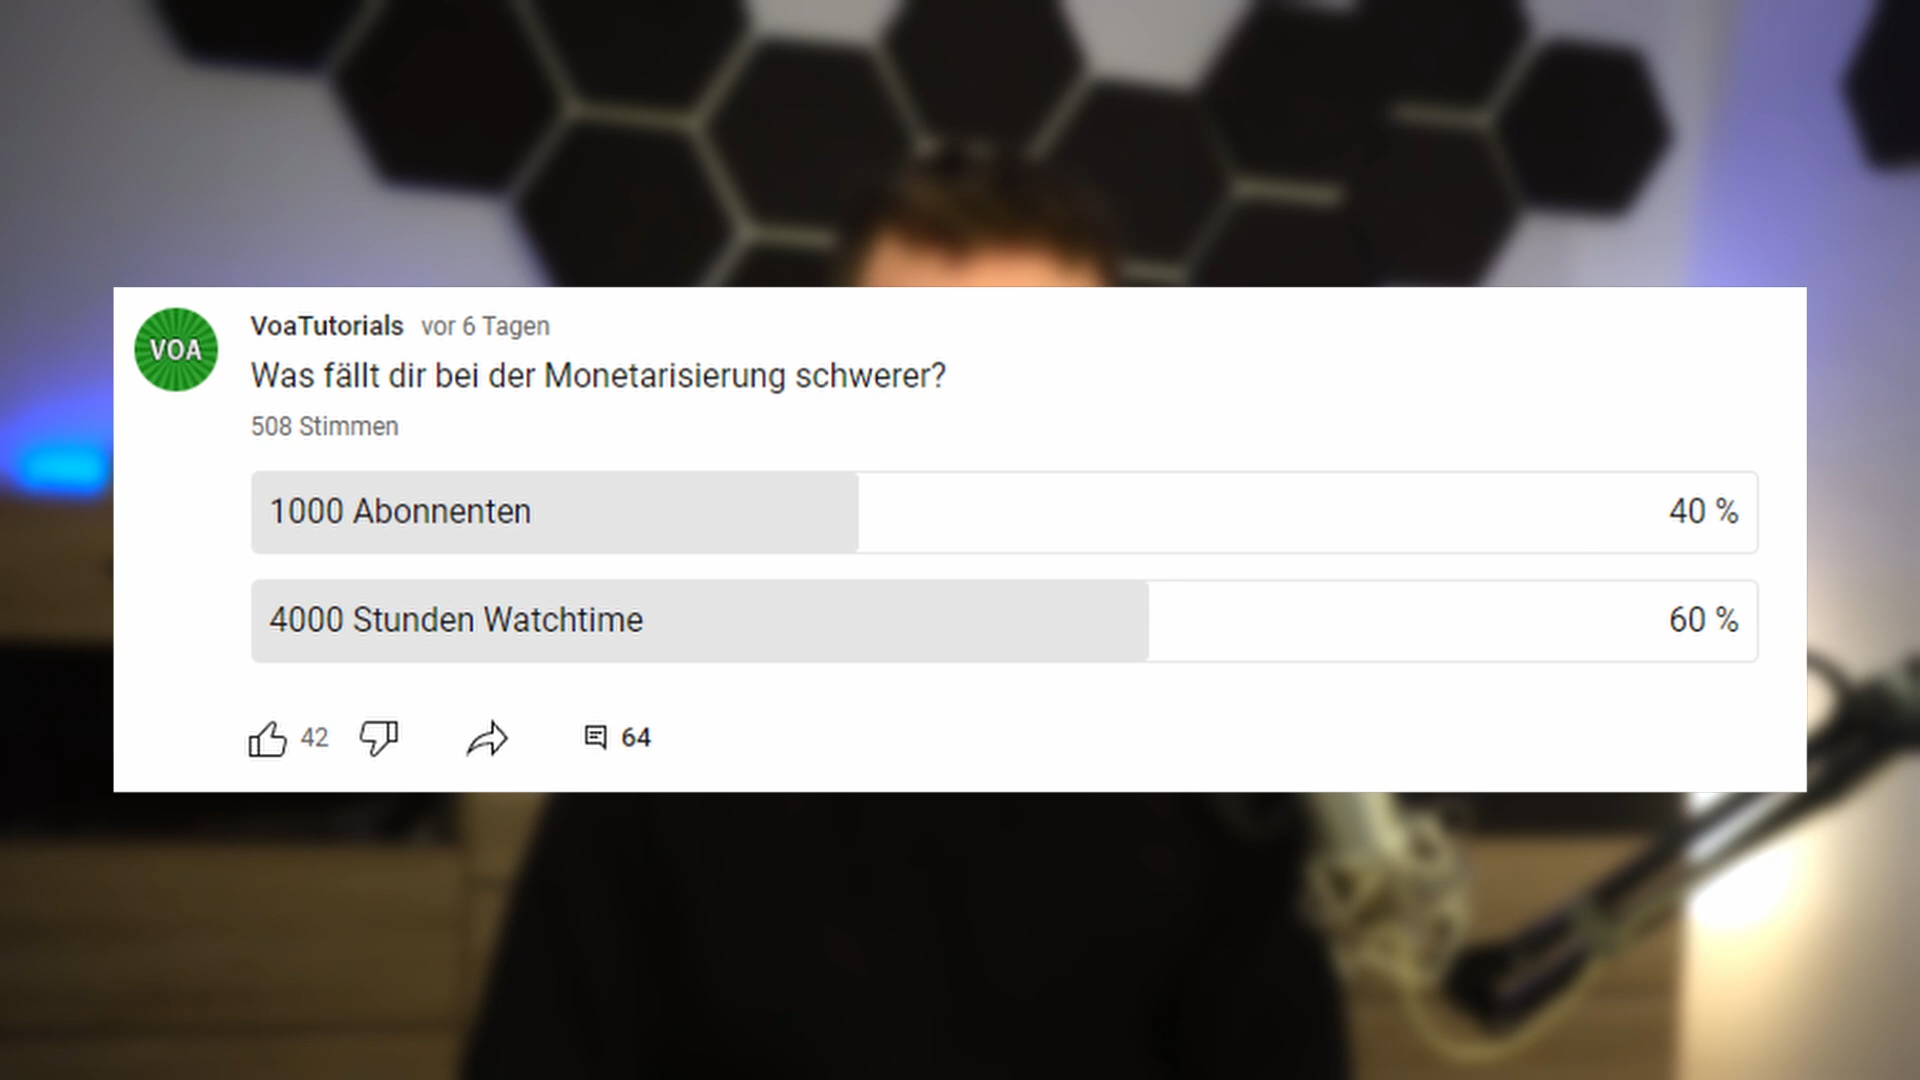 VOA
VoaTutorials vor 6 Tagen
Was fällt dir bei der Monetarisierung schwerer?
508 Stimmen
1000 Abonnenten 40 %
4000 Stunden Watchtime 60 %
42 64